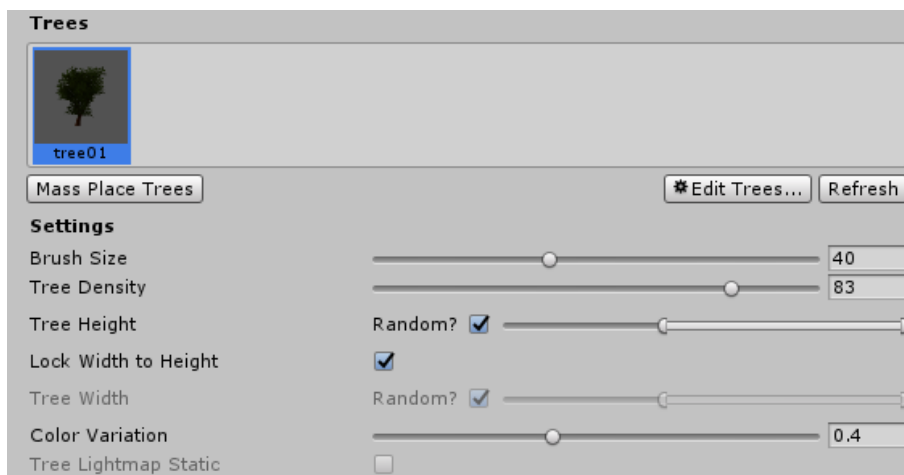 Trees
tree01
Mass Place Trees Edit Trees... Refresh
Settings
Brush Size 40
Tree Density 83
Tree Height Random?
Lock Width to Height
Tree Width Random?
Color Variation 0.4
Tree Lightmap Static